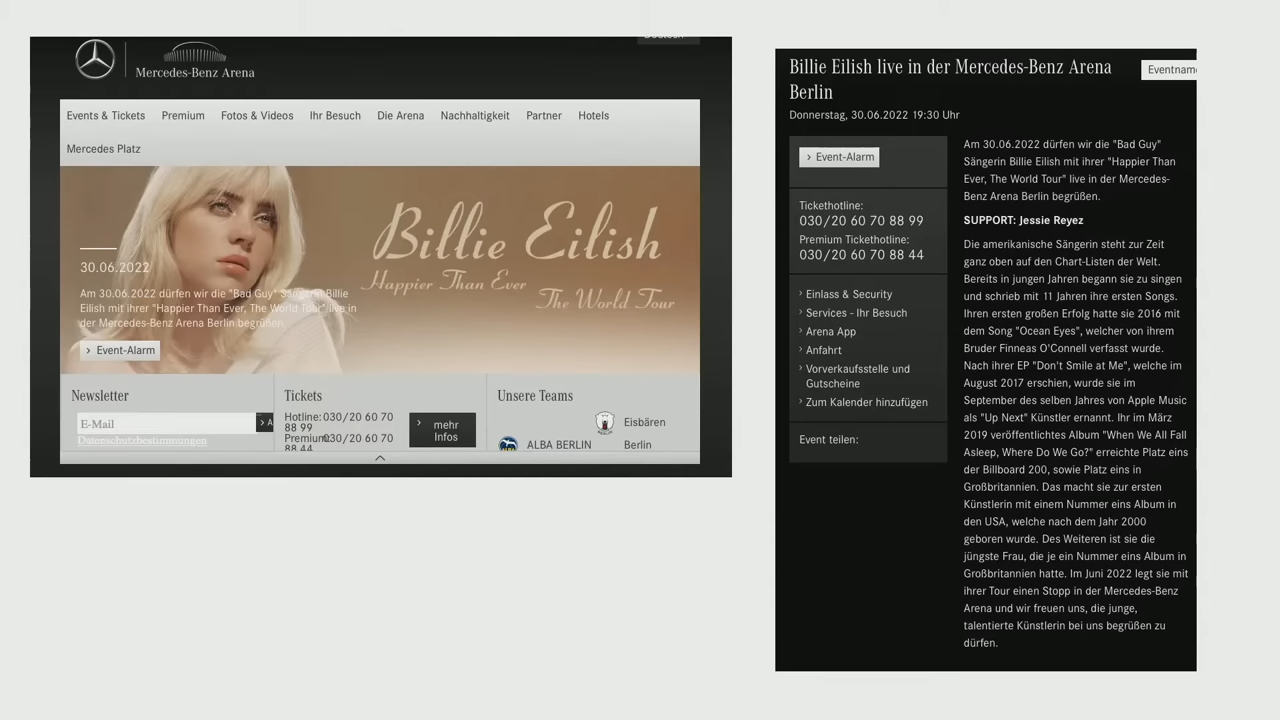 Mercedes-Benz Arena
Events & Tickets Premium Fotos & Videos Ihr Besuch Die Arena Nachhaltigkeit Partner Hotels
Mercedes Platz
Billie Eilish
Happier Than Ever
The World Tour
30.06.2022
Am 30.06.2022 dürfen wir die "Bad Guy" Sängerin Billie
Eilish mit ihrer "Happier Than Ever, The World Tour" live in
der Mercedes-Benz Arena Berlin begrüßen.
› Event-Alarm
Newsletter
E-Mail
› A
Datenschutzbestimmungen
Tickets
Hotline: 030/20 60 70
88 99
Premium: 030/20 60 70
88 44
› mehr
Infos
Unsere Teams
Eisbären
Berlin
ALBA BERLIN
Billie Eilish live in der Mercedes-Benz Arena
Berlin
Eventname
Donnerstag, 30.06.2022 19:30 Uhr
› Event-Alarm
Tickethotline:
030/20 60 70 88 99
Premium Tickethotline:
030/20 60 70 88 44
› Einlass & Security
› Services - Ihr Besuch
› Arena App
› Anfahrt
› Vorverkaufsstelle und
Gutscheine
› Zum Kalender hinzufügen
Event teilen:
Am 30.06.2022 dürfen wir die "Bad Guy"
Sängerin Billie Eilish mit ihrer "Happier Than
Ever, The World Tour" live in der Mercedes-
Benz Arena Berlin begrüßen.
SUPPORT: Jessie Reyez
Die amerikanische Sängerin steht zur Zeit
ganz oben auf den Chart-Listen der Welt.
Bereits in jungen Jahren begann sie zu singen
und schrieb mit 11 Jahren ihre ersten Songs.
Ihren ersten großen Erfolg hatte sie 2016 mit
dem Song "Ocean Eyes", welcher von ihrem
Bruder Finneas O'Connell verfasst wurde.
Nach ihrer EP "Don't Smile at Me", welche im
August 2017 erschien, wurde sie im
September des selben Jahres von Apple Music
als "Up Next" Künstler ernannt. Ihr im März
2019 veröffentlichtes Album "When We All Fall
Asleep, Where Do We Go?" erreichte Platz eins
der Billboard 200, sowie Platz eins in
Großbritannien. Das macht sie zur ersten
Künstlerin mit einem Nummer eins Album in
den USA, welche nach dem Jahr 2000
geboren wurde. Des Weiteren ist sie die
jüngste Frau, die je ein Nummer eins Album in
Großbritannien hatte. Im Juni 2022 legt sie mit
ihrer Tour einen Stopp in der Mercedes-Benz
Arena und wir freuen uns, die junge,
talentierte Künstlerin bei uns begrüßen zu
dürfen.